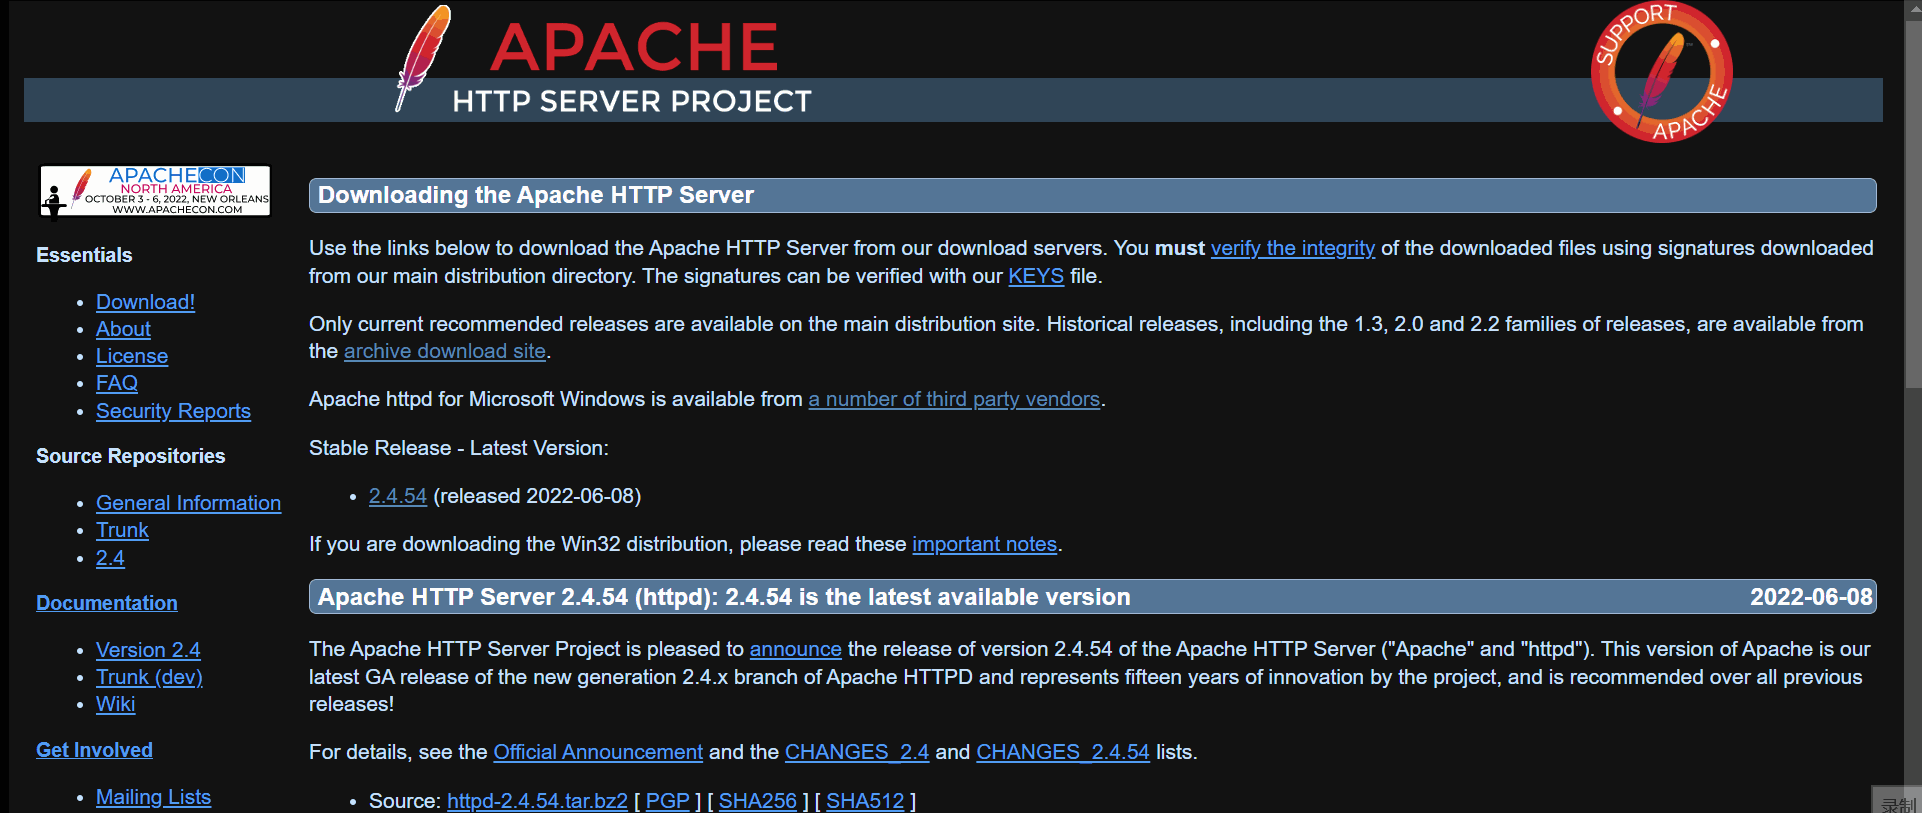 APACHE
HTTP SERVER PROJECT
SUPPORT
APACHE
APACHECON
NORTH AMERICA
OCTOBER 3 - 6, 2022, NEW ORLEANS
WWW.APACHECON.COM
Essentials
Download!
About
License
FAQ
Security Reports
Source Repositories
General Information
Trunk
2.4
Documentation
Version 2.4
Trunk (dev)
Wiki
Get Involved
Mailing Lists
Downloading the Apache HTTP Server
Use the links below to download the Apache HTTP Server from our download servers. You must verify the integrity of the downloaded files using signatures downloaded
from our main distribution directory. The signatures can be verified with our KEYS file.
Only current recommended releases are available on the main distribution site. Historical releases, including the 1.3, 2.0 and 2.2 families of releases, are available from
the archive download site.
Apache httpd for Microsoft Windows is available from a number of third party vendors.
Stable Release - Latest Version:
2.4.54 (released 2022-06-08)
If you are downloading the Win32 distribution, please read these important notes.
Apache HTTP Server 2.4.54 (httpd): 2.4.54 is the latest available version 2022-06-08
The Apache HTTP Server Project is pleased to announce the release of version 2.4.54 of the Apache HTTP Server ("Apache" and "httpd"). This version of Apache is our
latest GA release of the new generation 2.4.x branch of Apache HTTPD and represents fifteen years of innovation by the project, and is recommended over all previous
releases!
For details, see the Official Announcement and the CHANGES_2.4 and CHANGES_2.4.54 lists.
Source: httpd-2.4.54.tar.bz2 [ PGP ] [ SHA256 ] [ SHA512 ]
录制